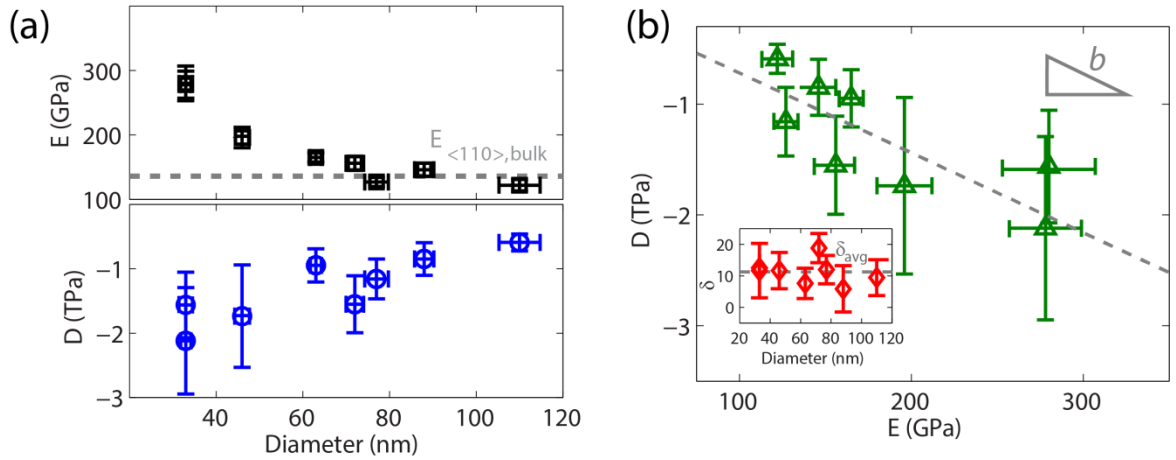 (a)
E (GPa)
300
200
100
E <110>,bulk
D (TPa)
−1
−2
−3
40
60
80
100
120
Diameter (nm)
(b)
D (TPa)
−1
−2
−3
b
δ
20
10
0
δavg
20 40 60 80 100 120
Diameter (nm)
100
200
300
E (GPa)